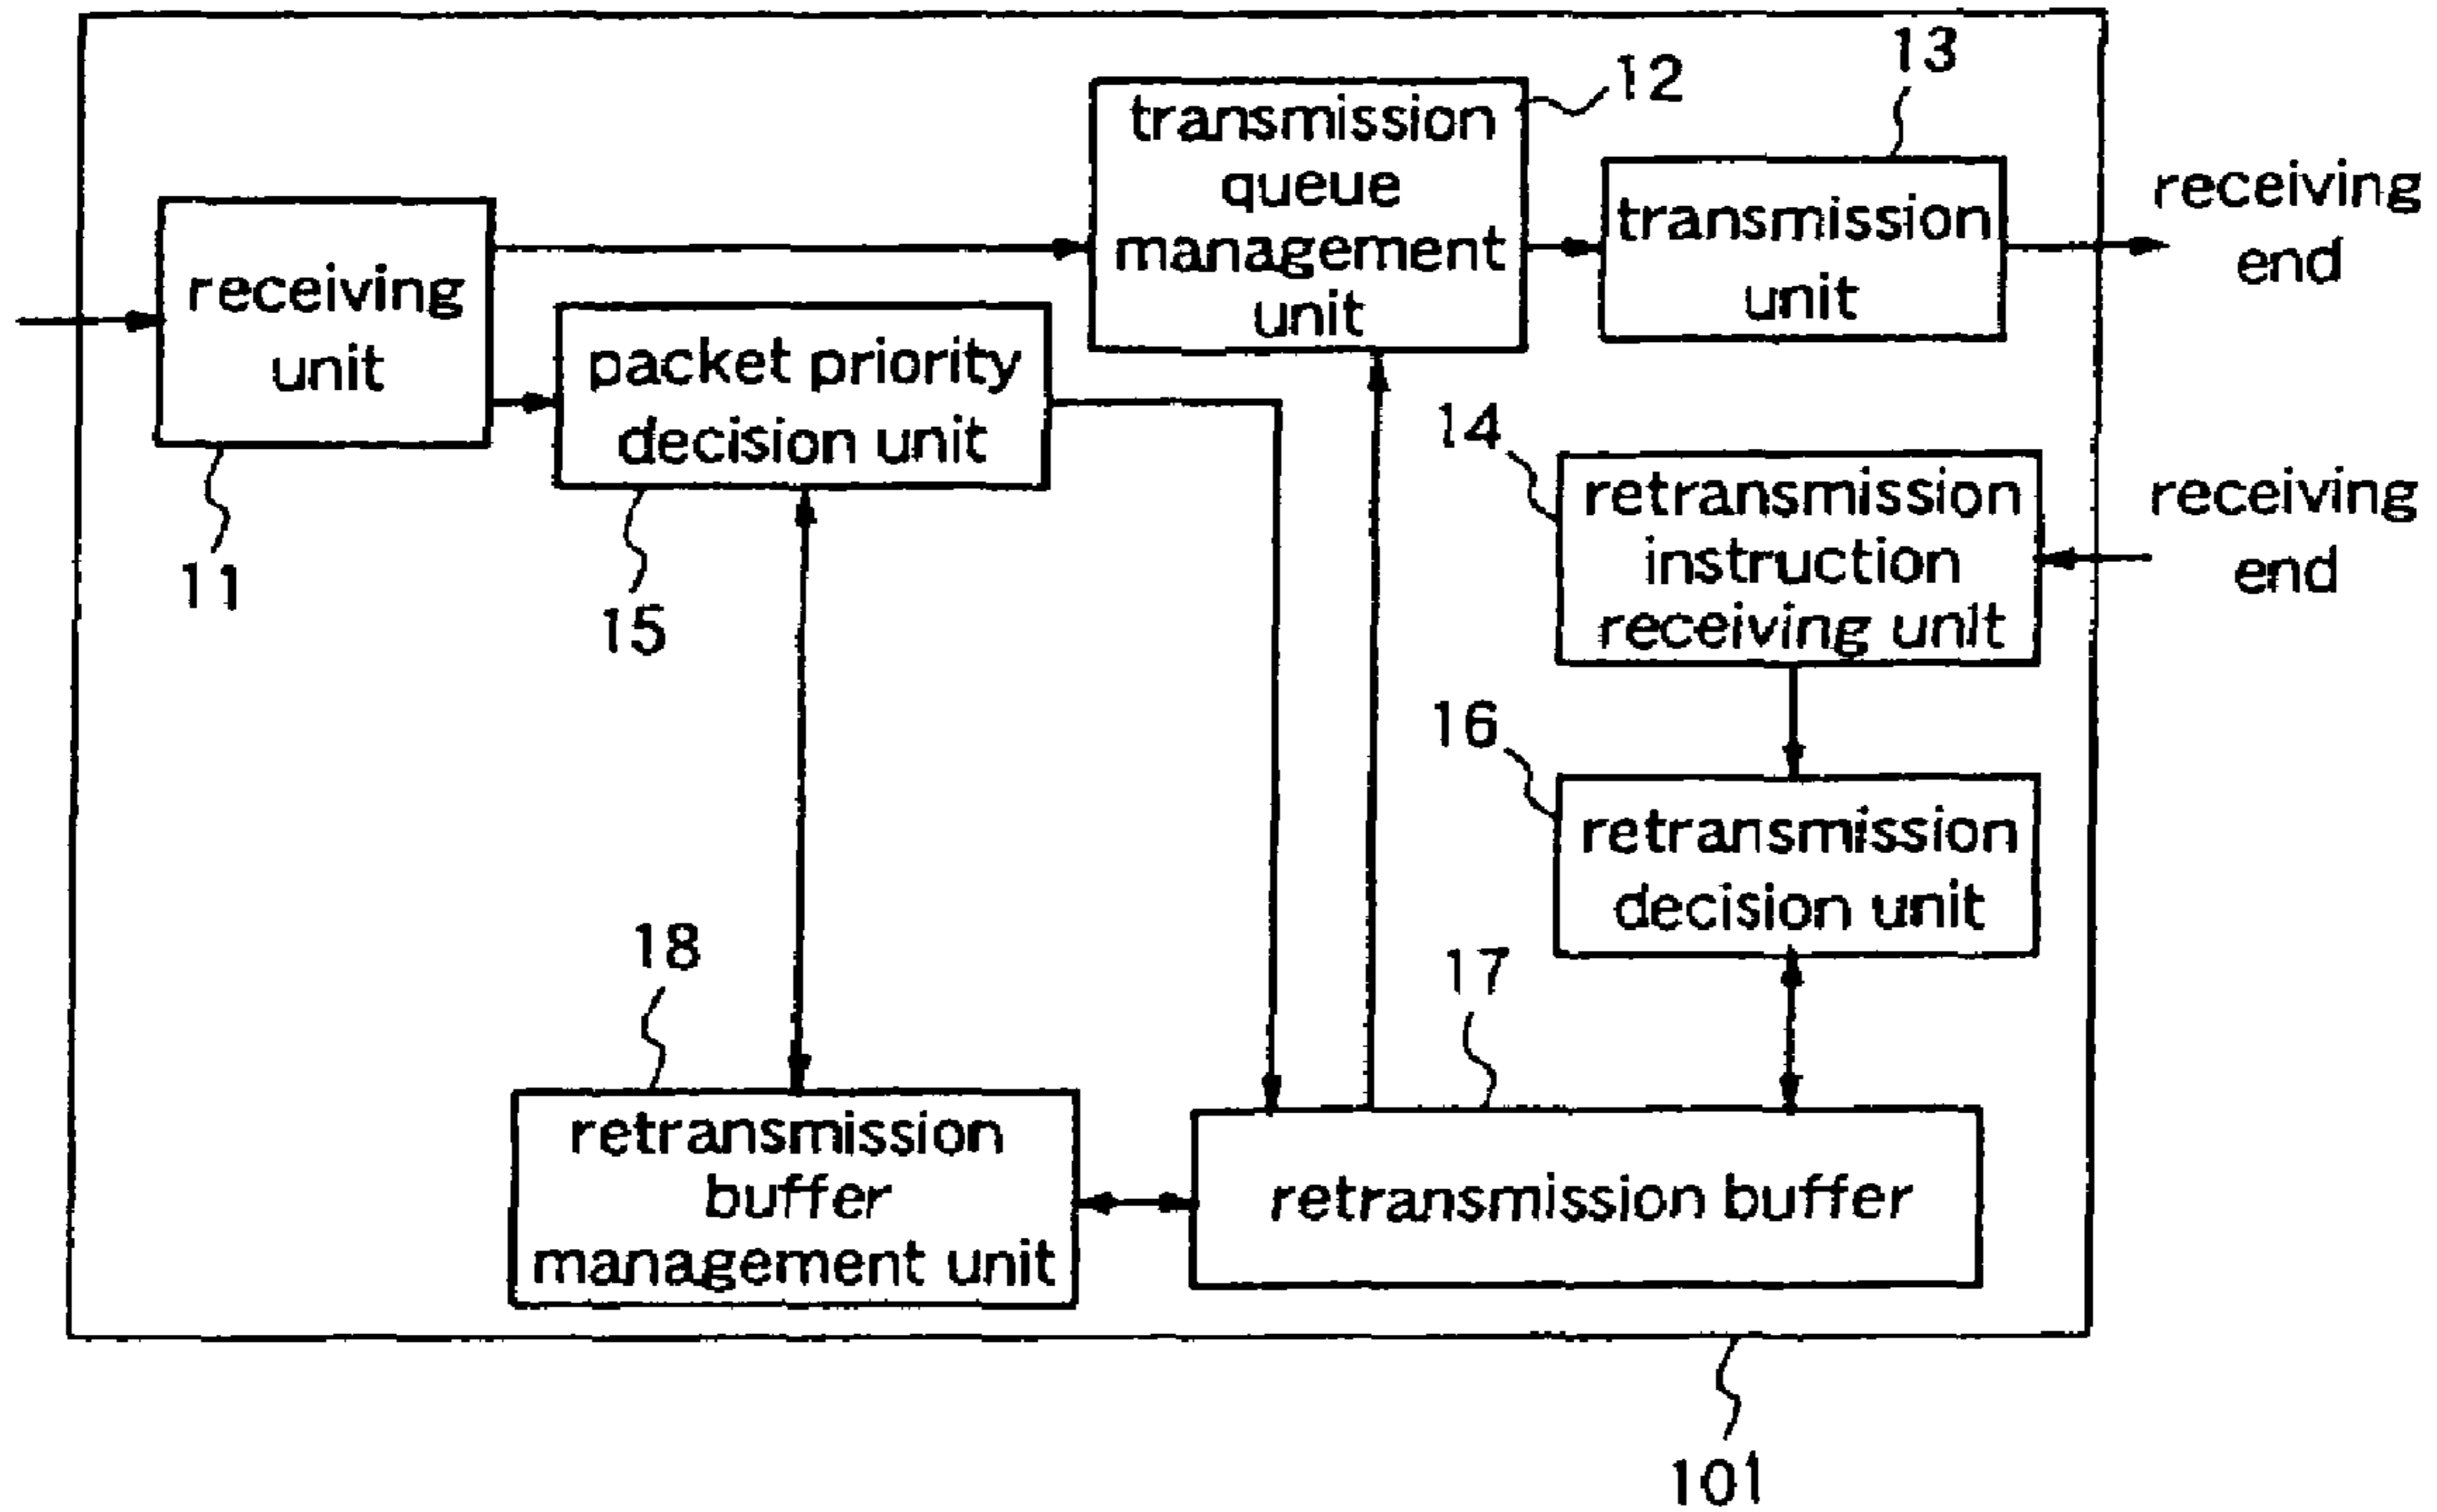 13
12
transmission
queue
management
unit
transmission
unit
receiving
end
receiving
unit
11
packet priority
decision unit
15
14
retransmission
instruction
receiving unit
receiving
end
16
retransmission
decision unit
18
retransmission
buffer
management unit
17
retransmission buffer
101